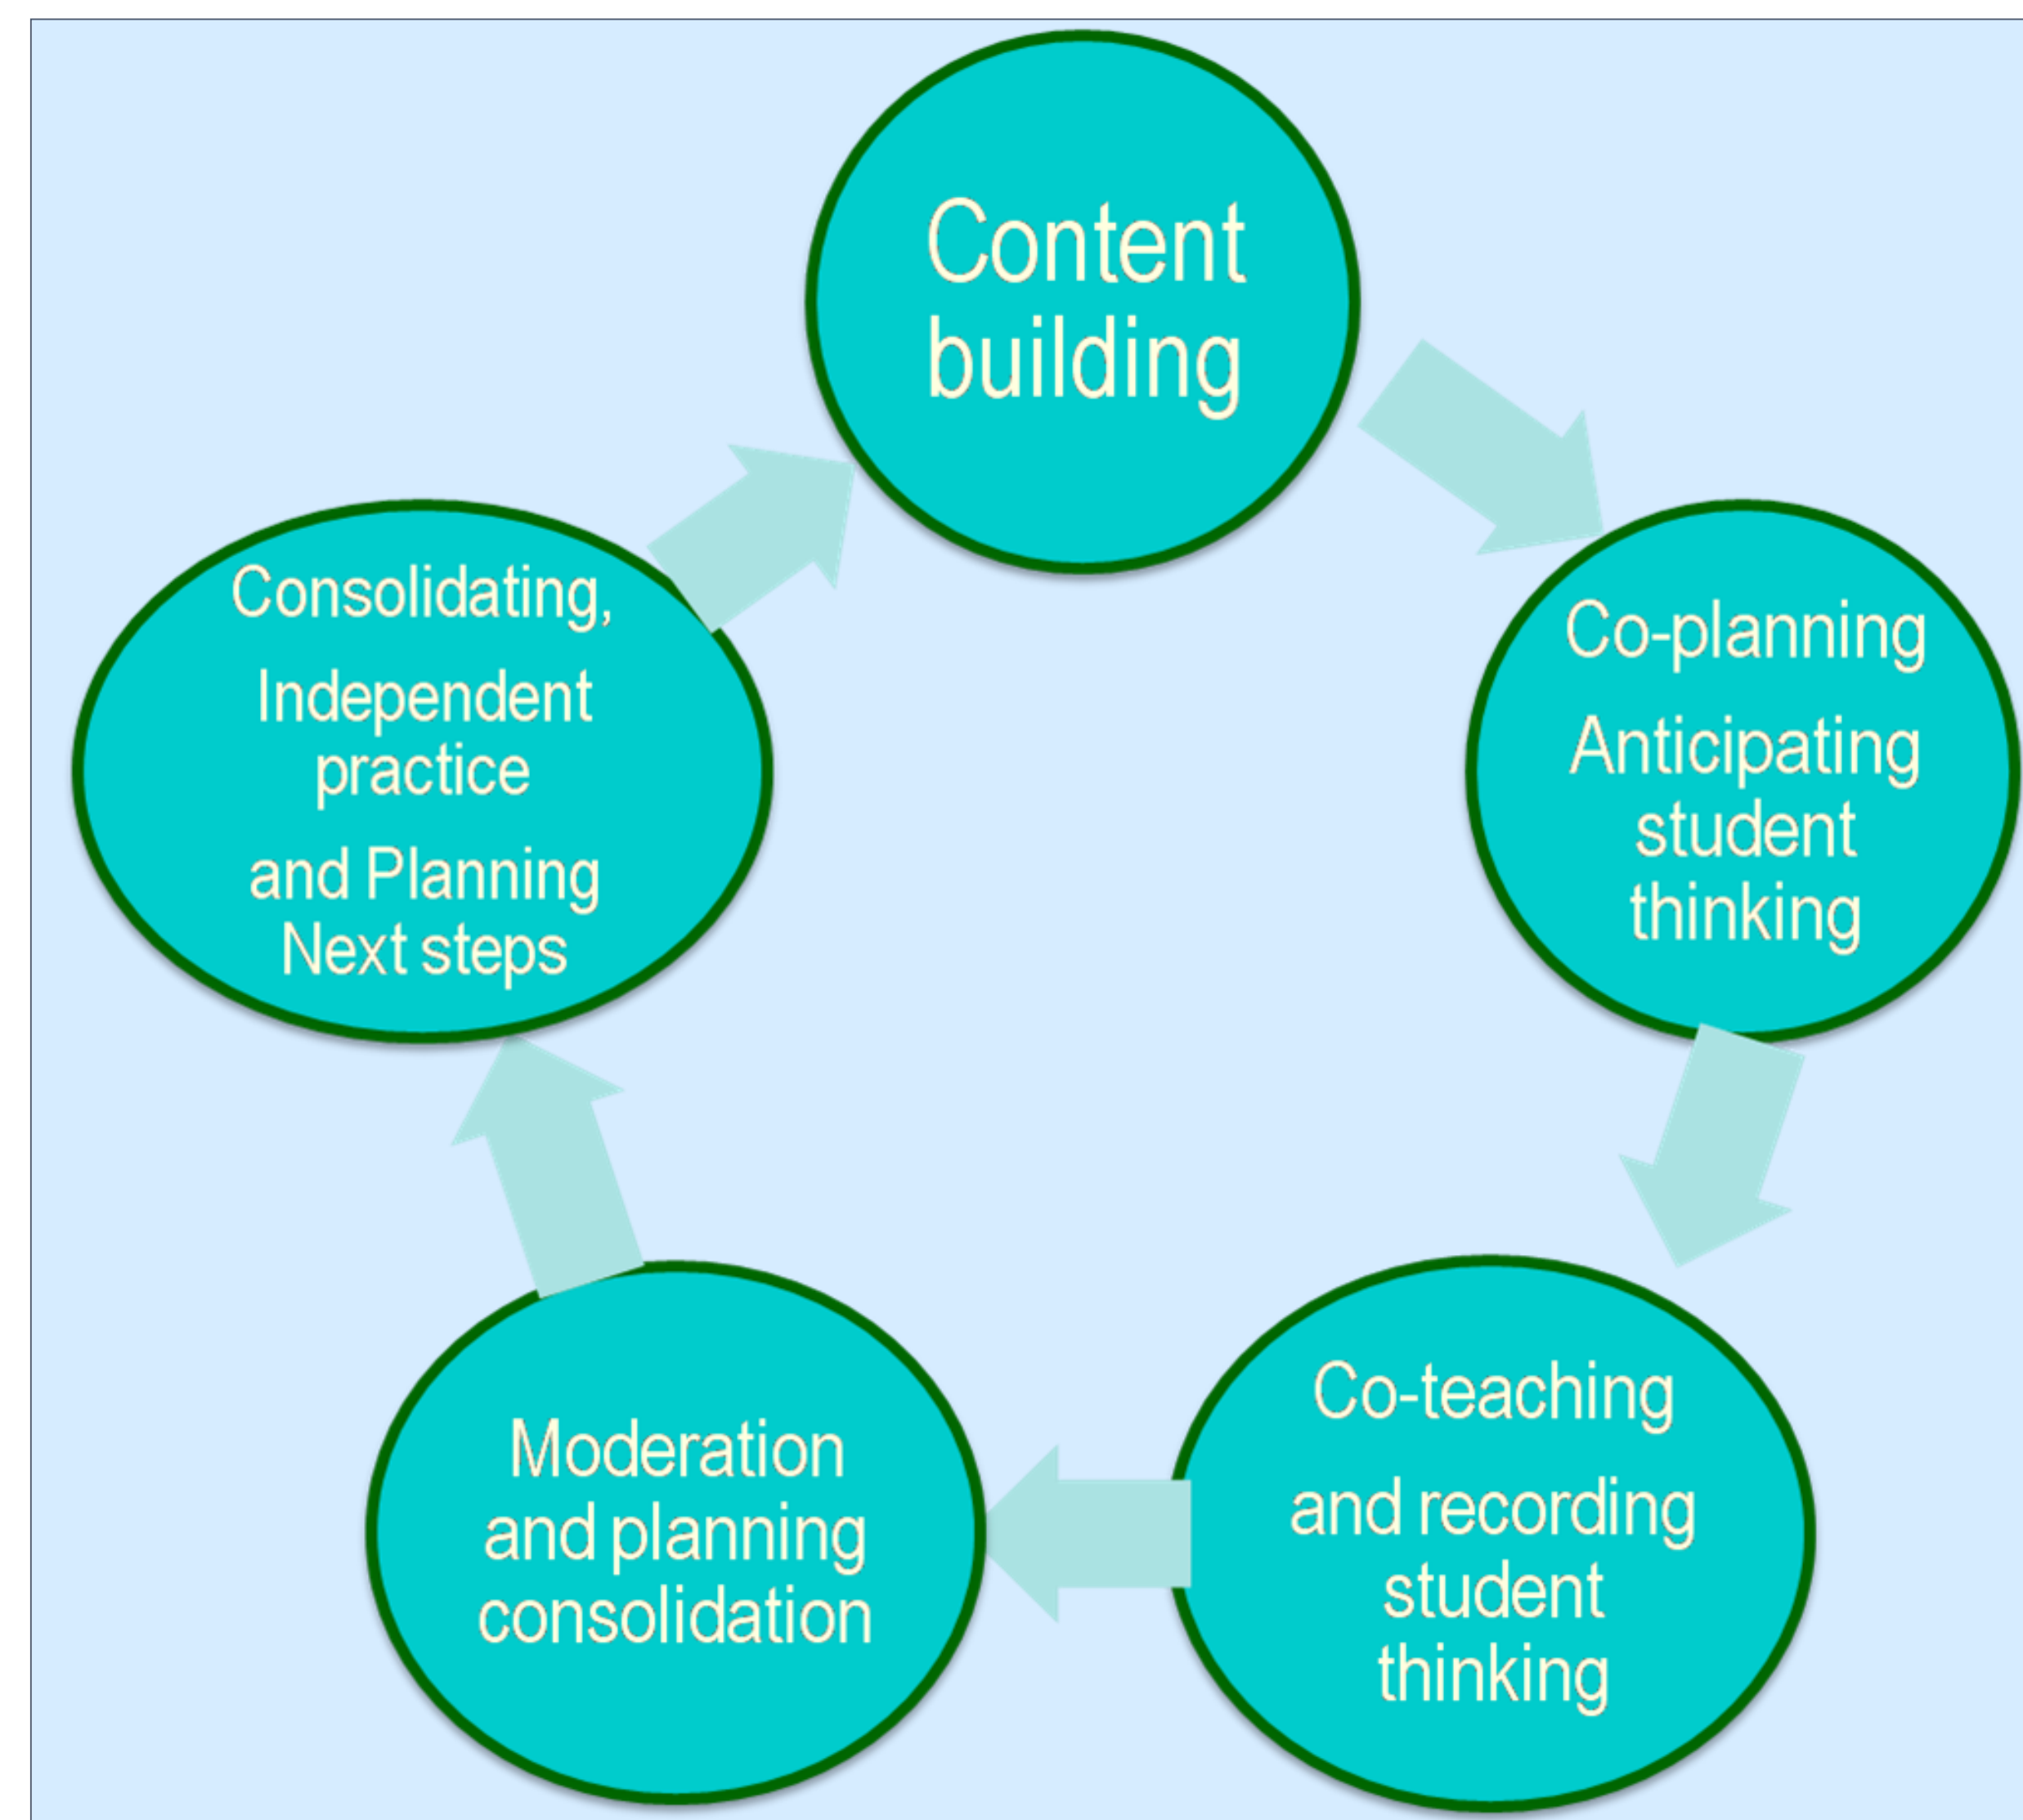 Content
building
Co-planning
Anticipating
student
thinking
Co-teaching
and recording
student
thinking
Moderation
and planning
consolidation
Consolidating,
Independent
practice
and Planning
Next steps